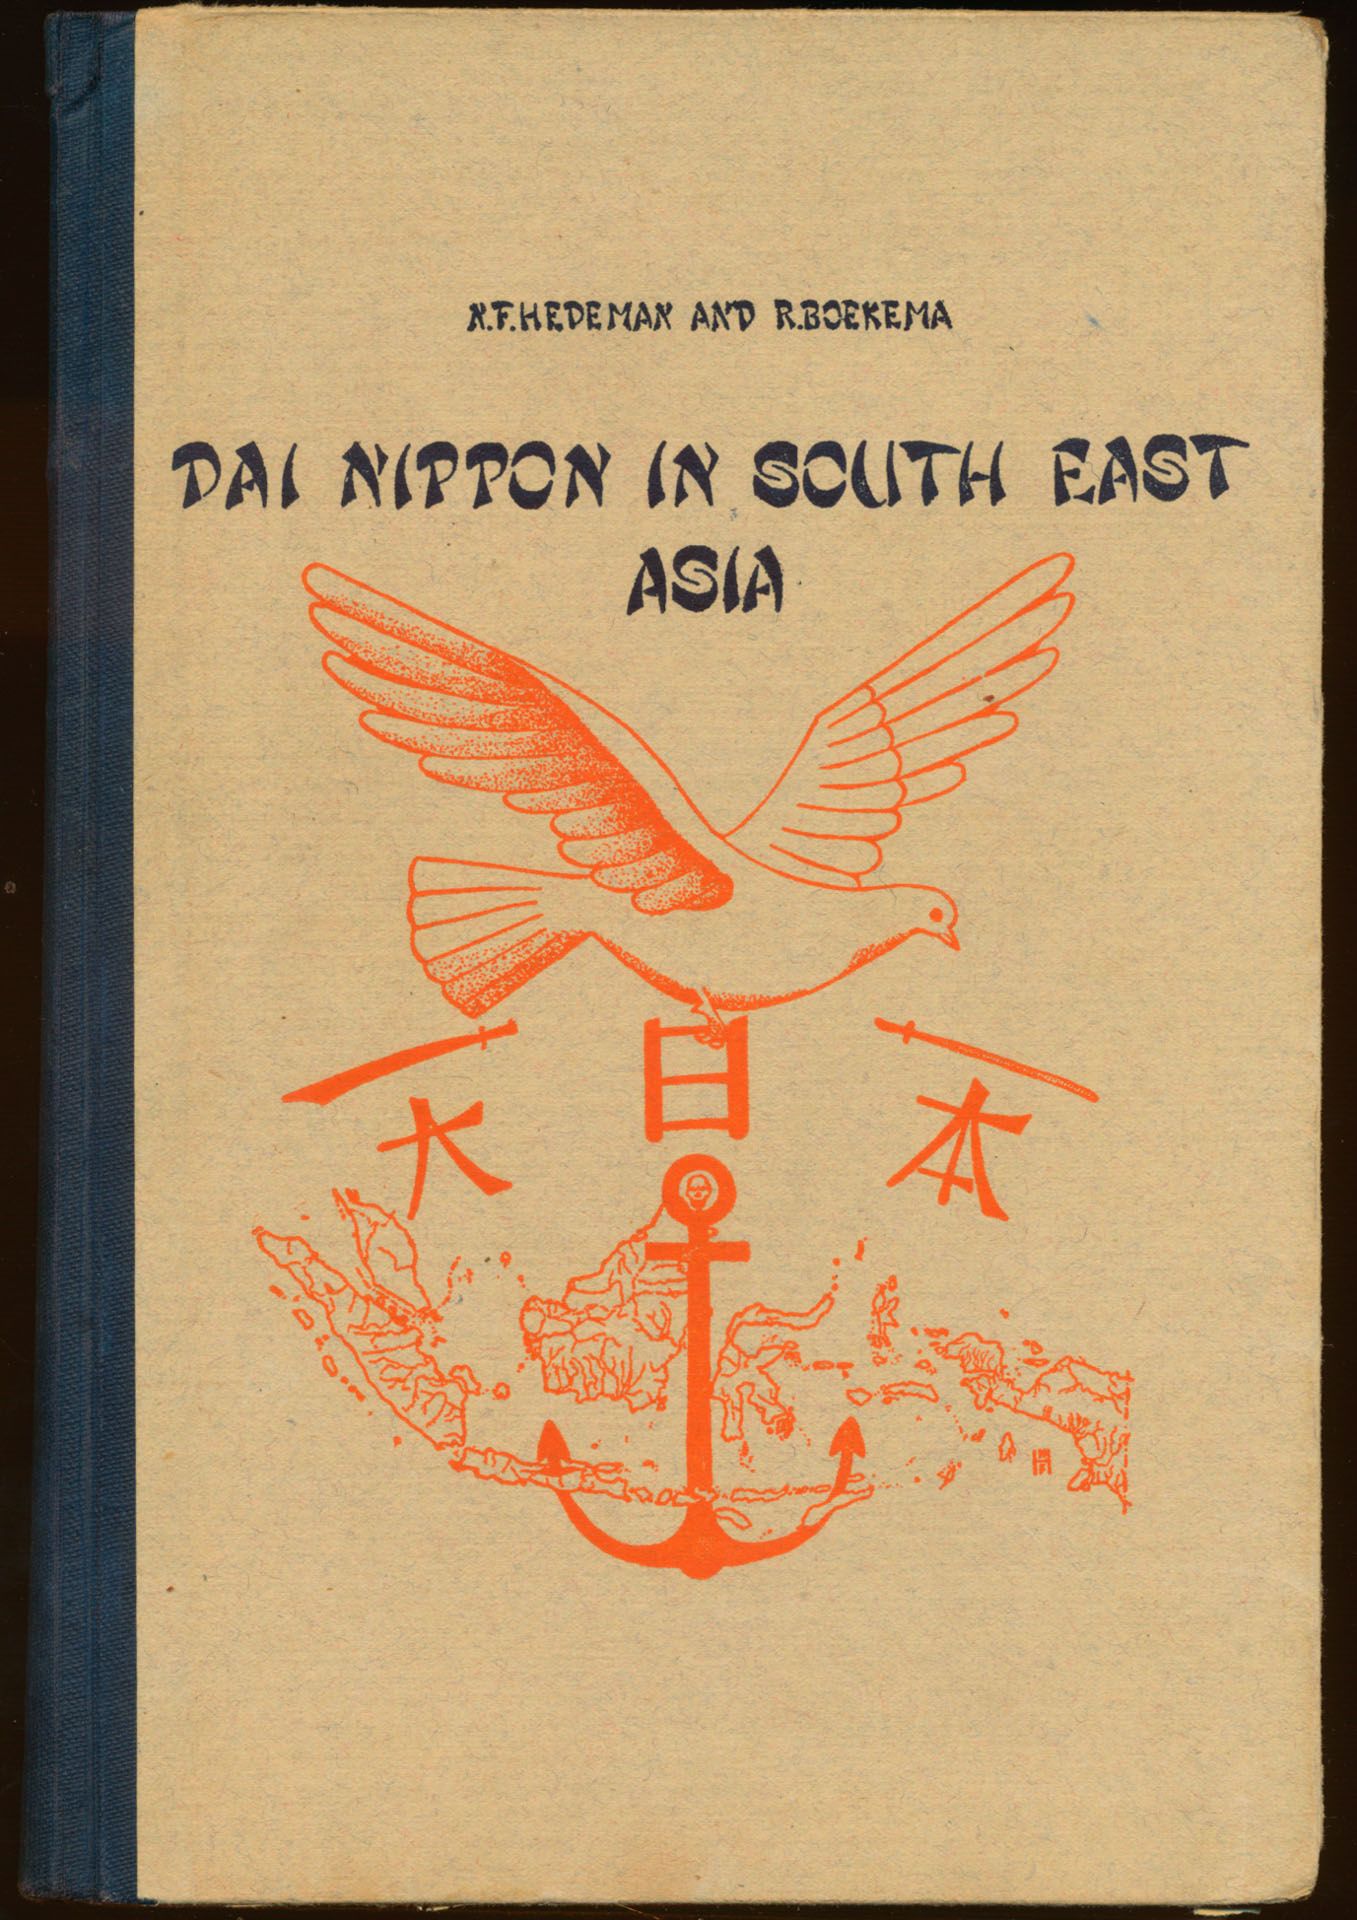 N.F.HEDEMAN AND R.BOEKEMA
DAI NIPPON IN SOUTH EAST
ASIA
大 日 本